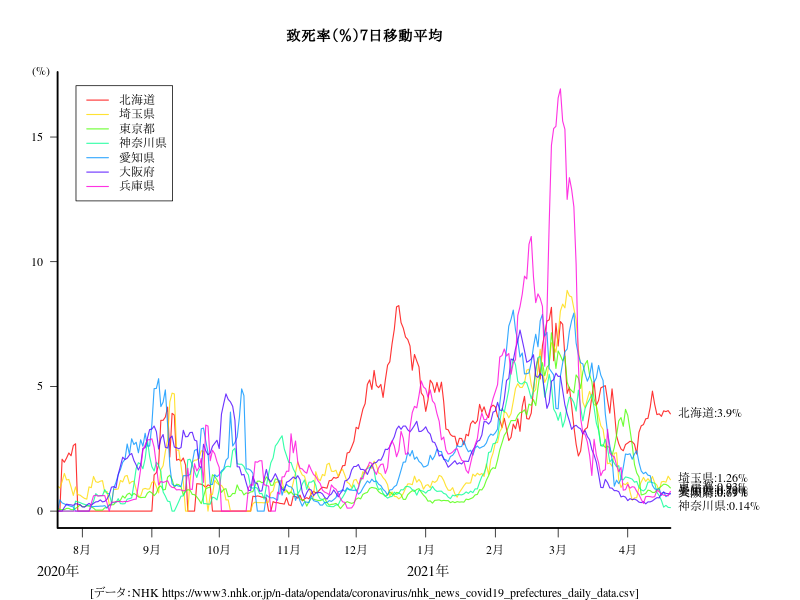 致死率(%)7日移動平均
(%)
15
10
5
0
北海道
埼玉県
東京都
神奈川県
愛知県
大阪府
兵庫県
北海道:3.9%
埼玉県:1.26%
神奈川県:0.14%
8月 9月 10月 11月 12月 1月 2月 3月 4月
2020年 2021年
[データ:NHK https://www3.nhk.or.jp/n-data/opendata/coronavirus/nhk_news_covid19_prefectures_daily_data.csv]